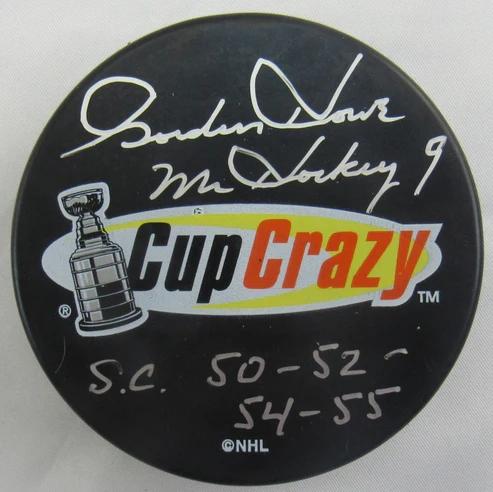 Gordie Howe
Mr Hockey 9
Cup Crazy
® TM
S.C. 50-52-
54-55
©NHL